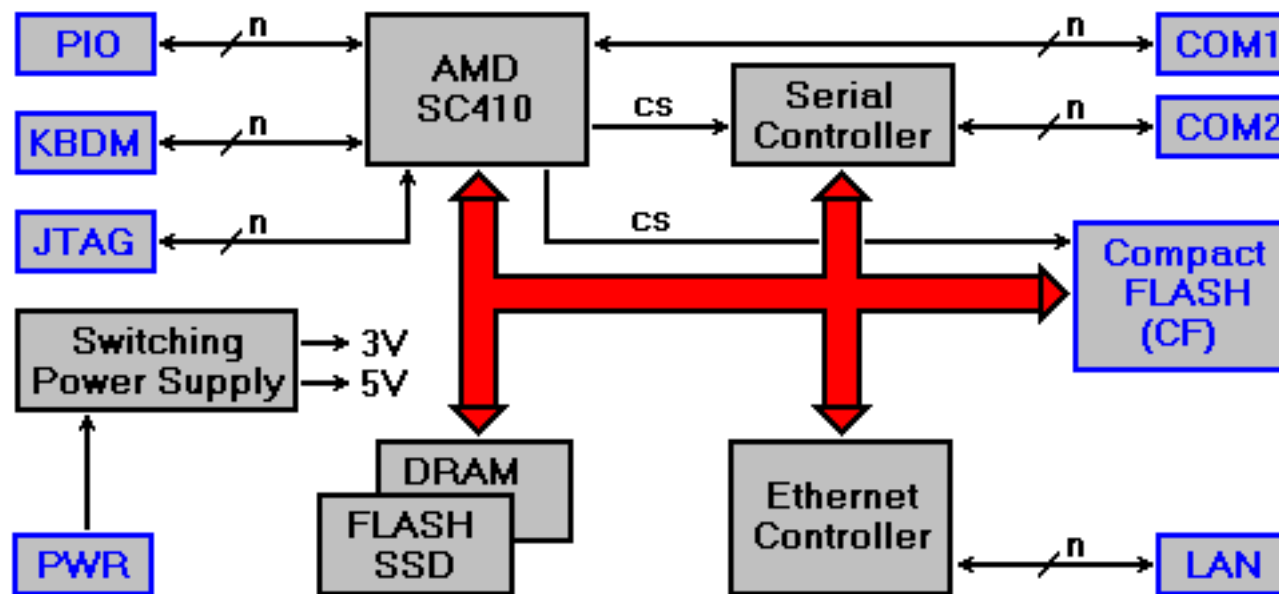 PIO
n
AMD
SC410
n
COM1
KBDM
n
cs
Serial
Controller
n
COM2
JTAG
n
cs
Compact
FLASH
(CF)
Switching
Power Supply
3V
5V
DRAM
FLASH
SSD
Ethernet
Controller
PWR
n
LAN